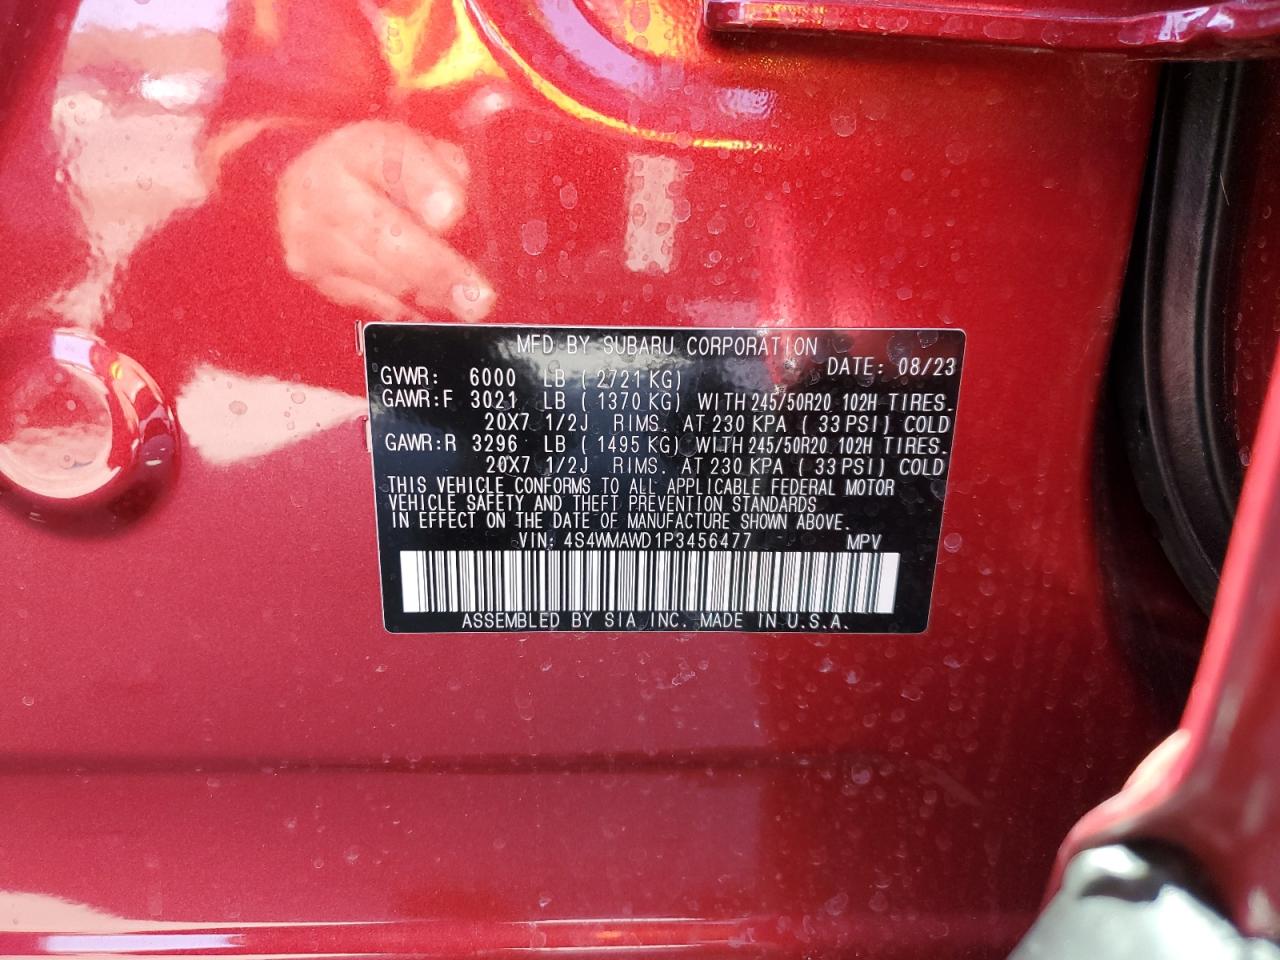 MFD BY SUBARU CORPORATION
DATE: 08/23
GVWR: 6000 LB (2721 KG)
GAWR:F 3021 LB (1370 KG) WITH 245/50R20 102H TIRES.
20X7 1/2J RIMS. AT 230 KPA (33 PSI) COLD
GAWR:R 3296 LB (1495 KG) WITH 245/50R20 102H TIRES.
20X7 1/2J RIMS. AT 230 KPA (33 PSI) COLD
THIS VEHICLE CONFORMS TO ALL APPLICABLE FEDERAL MOTOR
VEHICLE SAFETY AND THEFT PREVENTION STANDARDS
IN EFFECT ON THE DATE OF MANUFACTURE SHOWN ABOVE.
VIN: 4S4WMAWD1P3456477 MPV
ASSEMBLED BY SIA INC. MADE IN U.S.A.